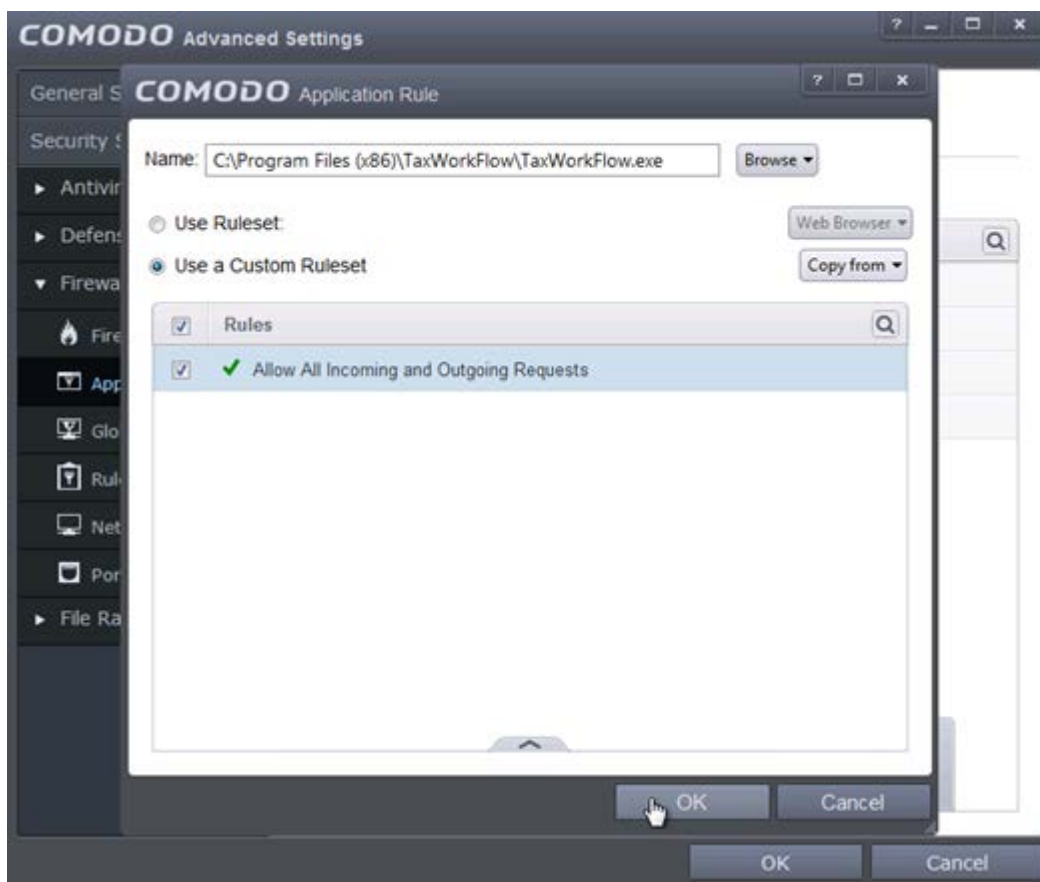 COMODO Advanced Settings
COMODO Application Rule
General S
Security S
Antivir
Defens
Firewa
Fire
App
Glo
Rul
Net
Por
File Ra
Name: C:\Program Files (x86)\TaxWorkFlow\TaxWorkFlow.exe Browse
Use Ruleset: Web Browser
Use a Custom Ruleset Copy from
Rules
Allow All Incoming and Outgoing Requests
OK Cancel
OK Cancel